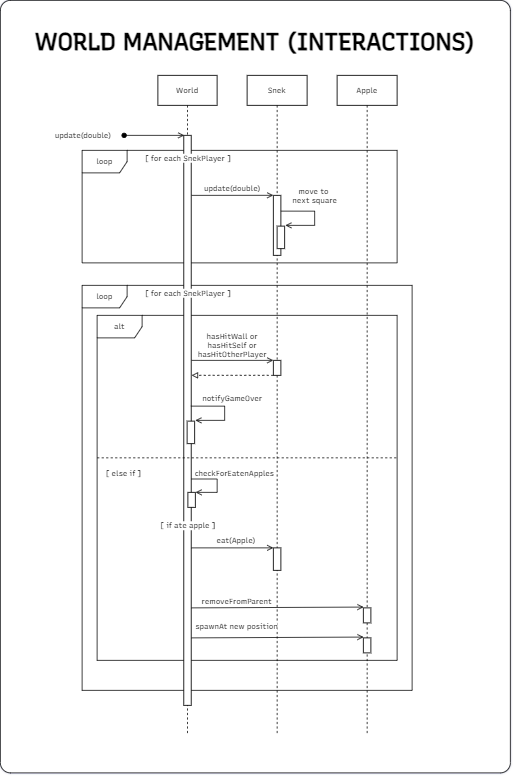 WORLD MANAGEMENT (INTERACTIONS)
World
Snek
Apple
update(double)
loop
[ for each SnekPlayer ]
update(double)
move to
next square
loop
[ for each SnekPlayer ]
alt
hasHitWall or
hasHitSelf or
hasHitOtherPlayer
notifyGameOver
[ else if ]
checkForEatenApples
[ if ate apple ]
eat(Apple)
removeFromParent
spawnAt new position